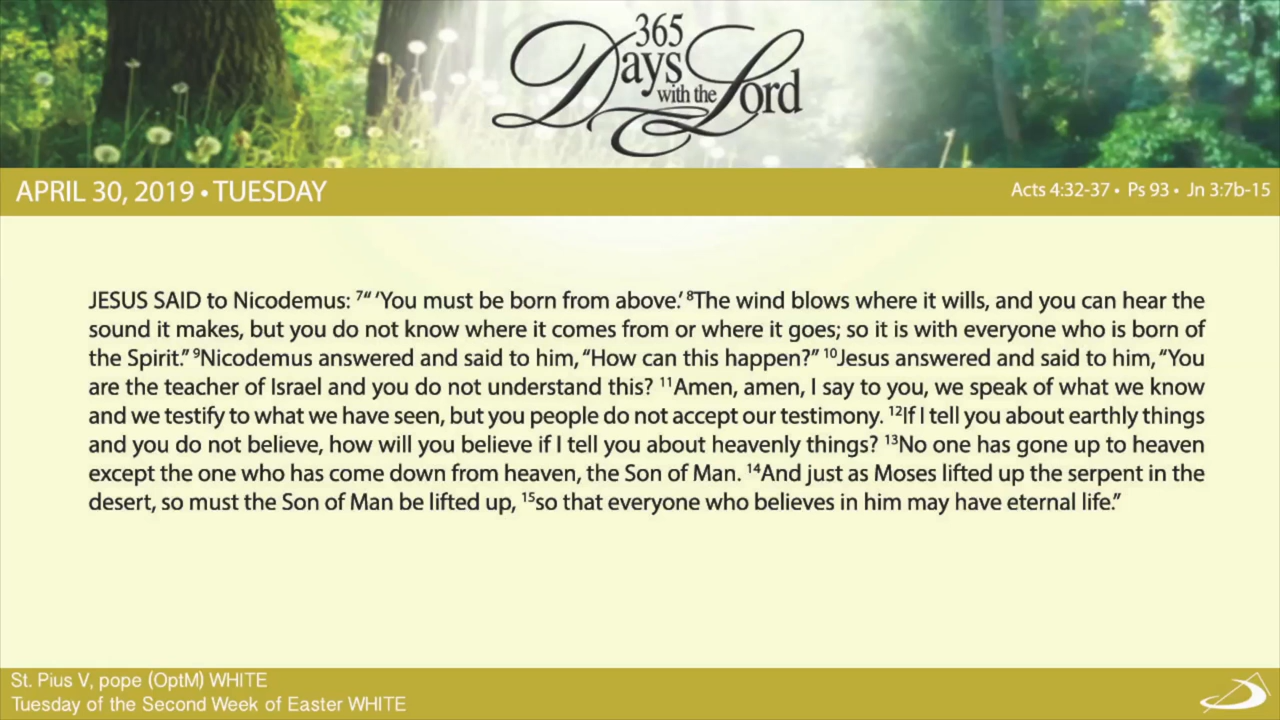 365
Days
with the Lord
APRIL 30, 2019 • TUESDAY
Acts 4:32-37 • Ps 93 • Jn 3:7b-15
JESUS SAID to Nicodemus: ⁷“ ‘You must be born from above.’ ⁸The wind blows where it wills, and you can hear the
sound it makes, but you do not know where it comes from or where it goes; so it is with everyone who is born of
the Spirit.” ⁹Nicodemus answered and said to him, “How can this happen?” ¹⁰Jesus answered and said to him, “You
are the teacher of Israel and you do not understand this? ¹¹Amen, amen, I say to you, we speak of what we know
and we testify to what we have seen, but you people do not accept our testimony. ¹²If I tell you about earthly things
and you do not believe, how will you believe if I tell you about heavenly things? ¹³No one has gone up to heaven
except the one who has come down from heaven, the Son of Man. ¹⁴And just as Moses lifted up the serpent in the
desert, so must the Son of Man be lifted up, ¹⁵so that everyone who believes in him may have eternal life.”
St. Pius V, pope (OptM) WHITE
Tuesday of the Second Week of Easter WHITE